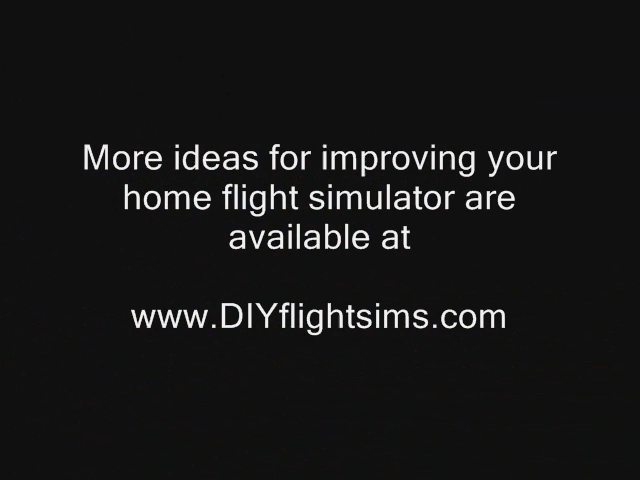 More ideas for improving your
home flight simulator are
available at
www.DIYflightsims.com